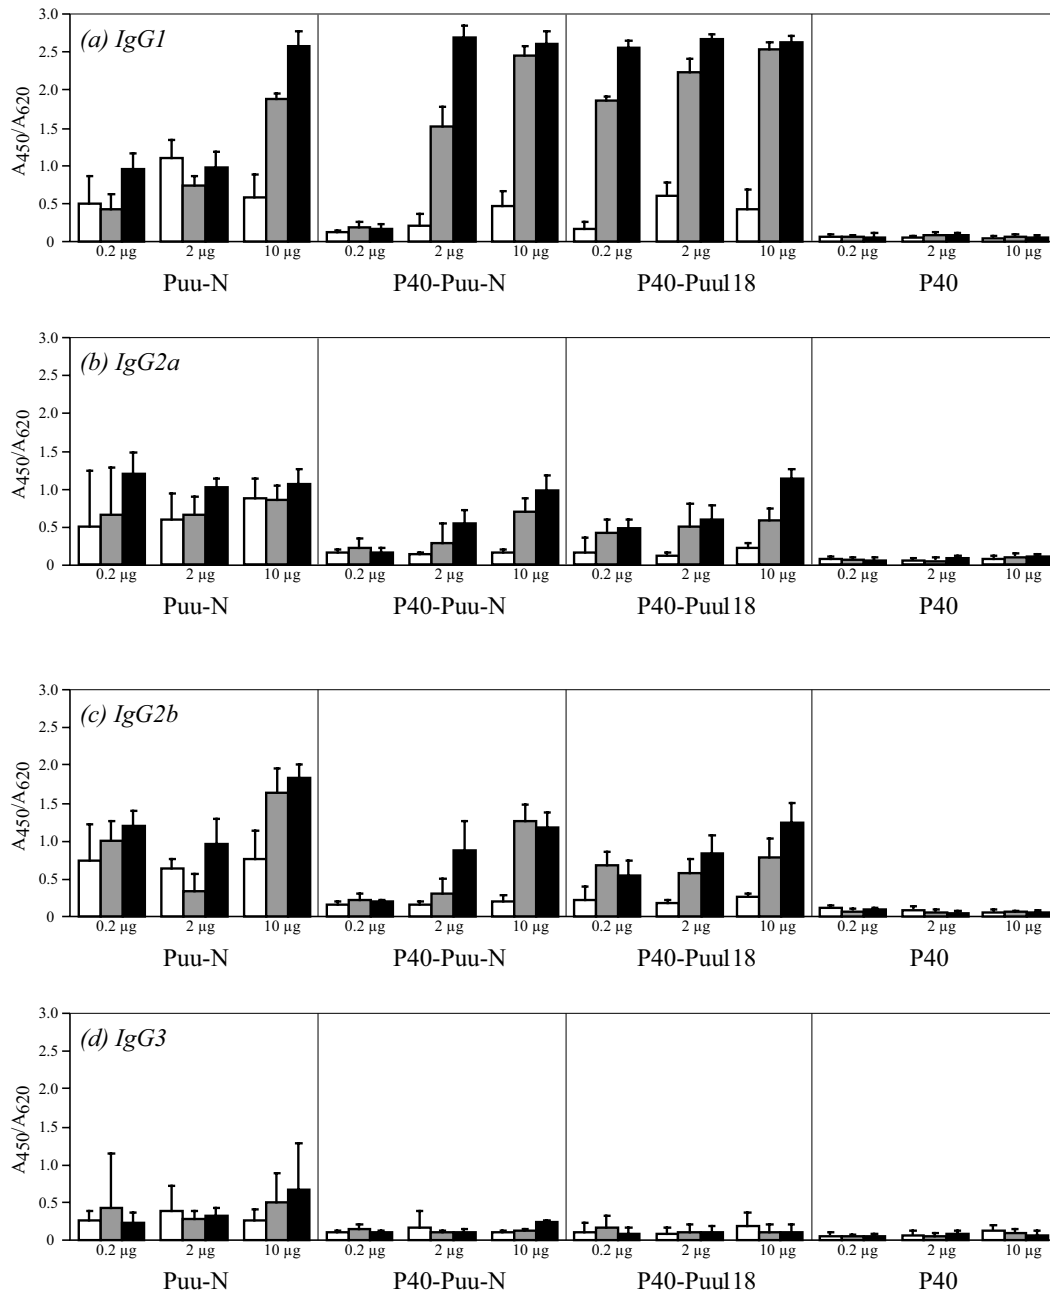 (a) IgG1
A450/A620
3.0
2.5
2.0
1.5
1.0
0.5
0
0.2 µg 2 µg 10 µg 0.2 µg 2 µg 10 µg 0.2 µg 2 µg 10 µg 0.2 µg 2 µg 10 µg
Puu-N P40-Puu-N P40-Puu118 P40
(b) IgG2a
A450/A620
3.0
2.5
2.0
1.5
1.0
0.5
0
0.2 µg 2 µg 10 µg 0.2 µg 2 µg 10 µg 0.2 µg 2 µg 10 µg 0.2 µg 2 µg 10 µg
Puu-N P40-Puu-N P40-Puu118 P40
(c) IgG2b
A450/A620
3.0
2.5
2.0
1.5
1.0
0.5
0
0.2 µg 2 µg 10 µg 0.2 µg 2 µg 10 µg 0.2 µg 2 µg 10 µg 0.2 µg 2 µg 10 µg
Puu-N P40-Puu-N P40-Puu118 P40
(d) IgG3
A450/A620
3.0
2.5
2.0
1.5
1.0
0.5
0
0.2 µg 2 µg 10 µg 0.2 µg 2 µg 10 µg 0.2 µg 2 µg 10 µg 0.2 µg 2 µg 10 µg
Puu-N P40-Puu-N P40-Puu118 P40